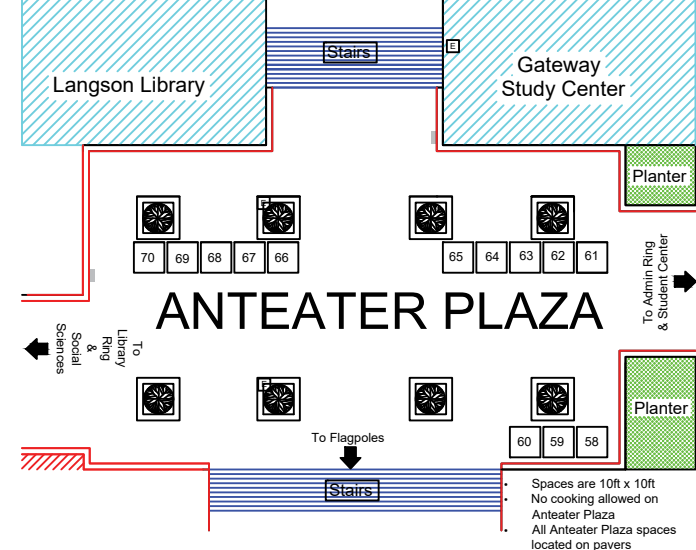 Stairs
E
Langson Library
Gateway
Study Center
Planter
E
70 69 68 67 66
65 64 63 62 61
To Admin Ring
& Student Center
ANTEATER PLAZA
To
Library
Ring
&
Social
Sciences
E
Planter
To Flagpoles
60 59 58
Stairs
• Spaces are 10ft x 10ft
• No cooking allowed on
Anteater Plaza
• All Anteater Plaza spaces
located on pavers